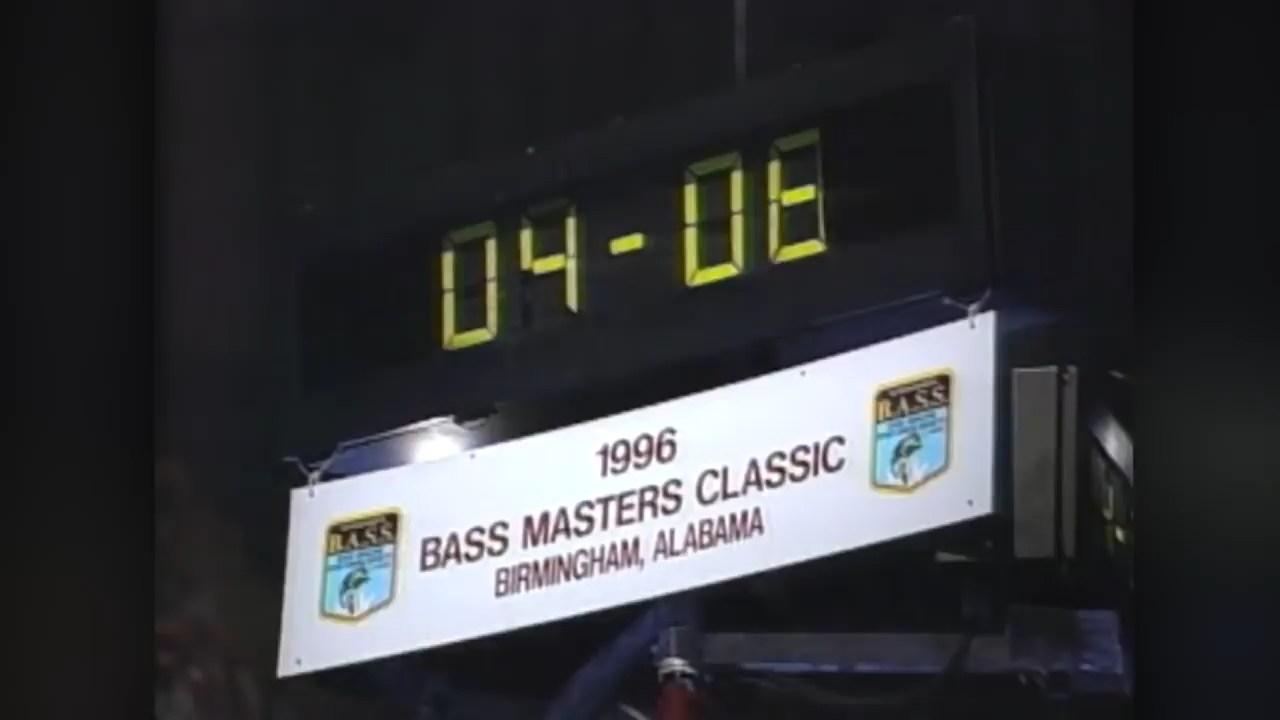 04-06
1996
BASS MASTERS CLASSIC
BIRMINGHAM, ALABAMA
B.A.S.S.
B.A.S.S.